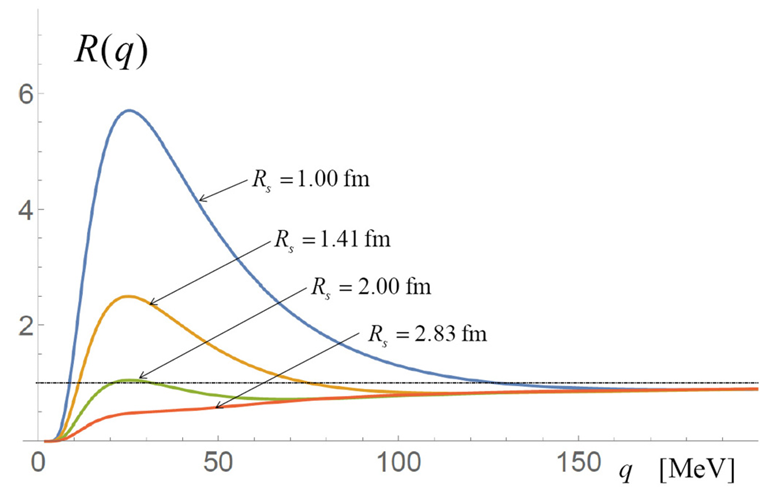 R(q)
6
R_s = 1.00 fm
4
R_s = 1.41 fm
R_s = 2.00 fm
2
R_s = 2.83 fm
0 50 100 150 q [MeV]